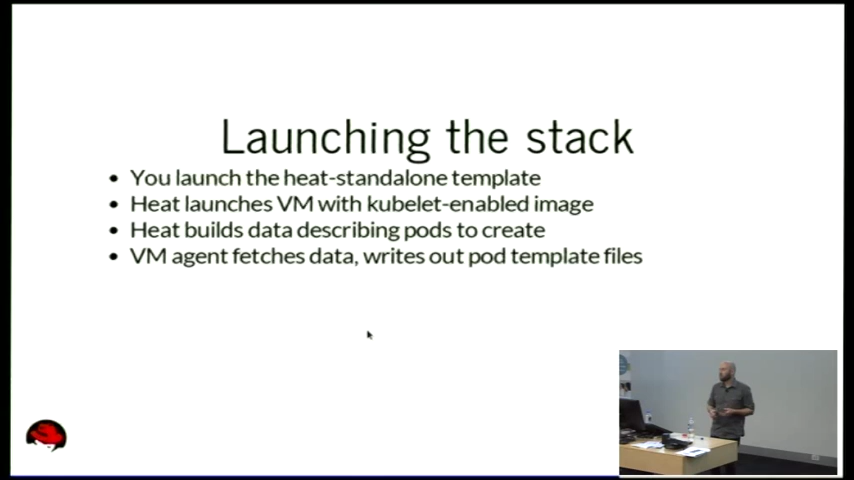 Launching the stack
• You launch the heat-standalone template
• Heat launches VM with kubelet-enabled image
• Heat builds data describing pods to create
• VM agent fetches data, writes out pod template files